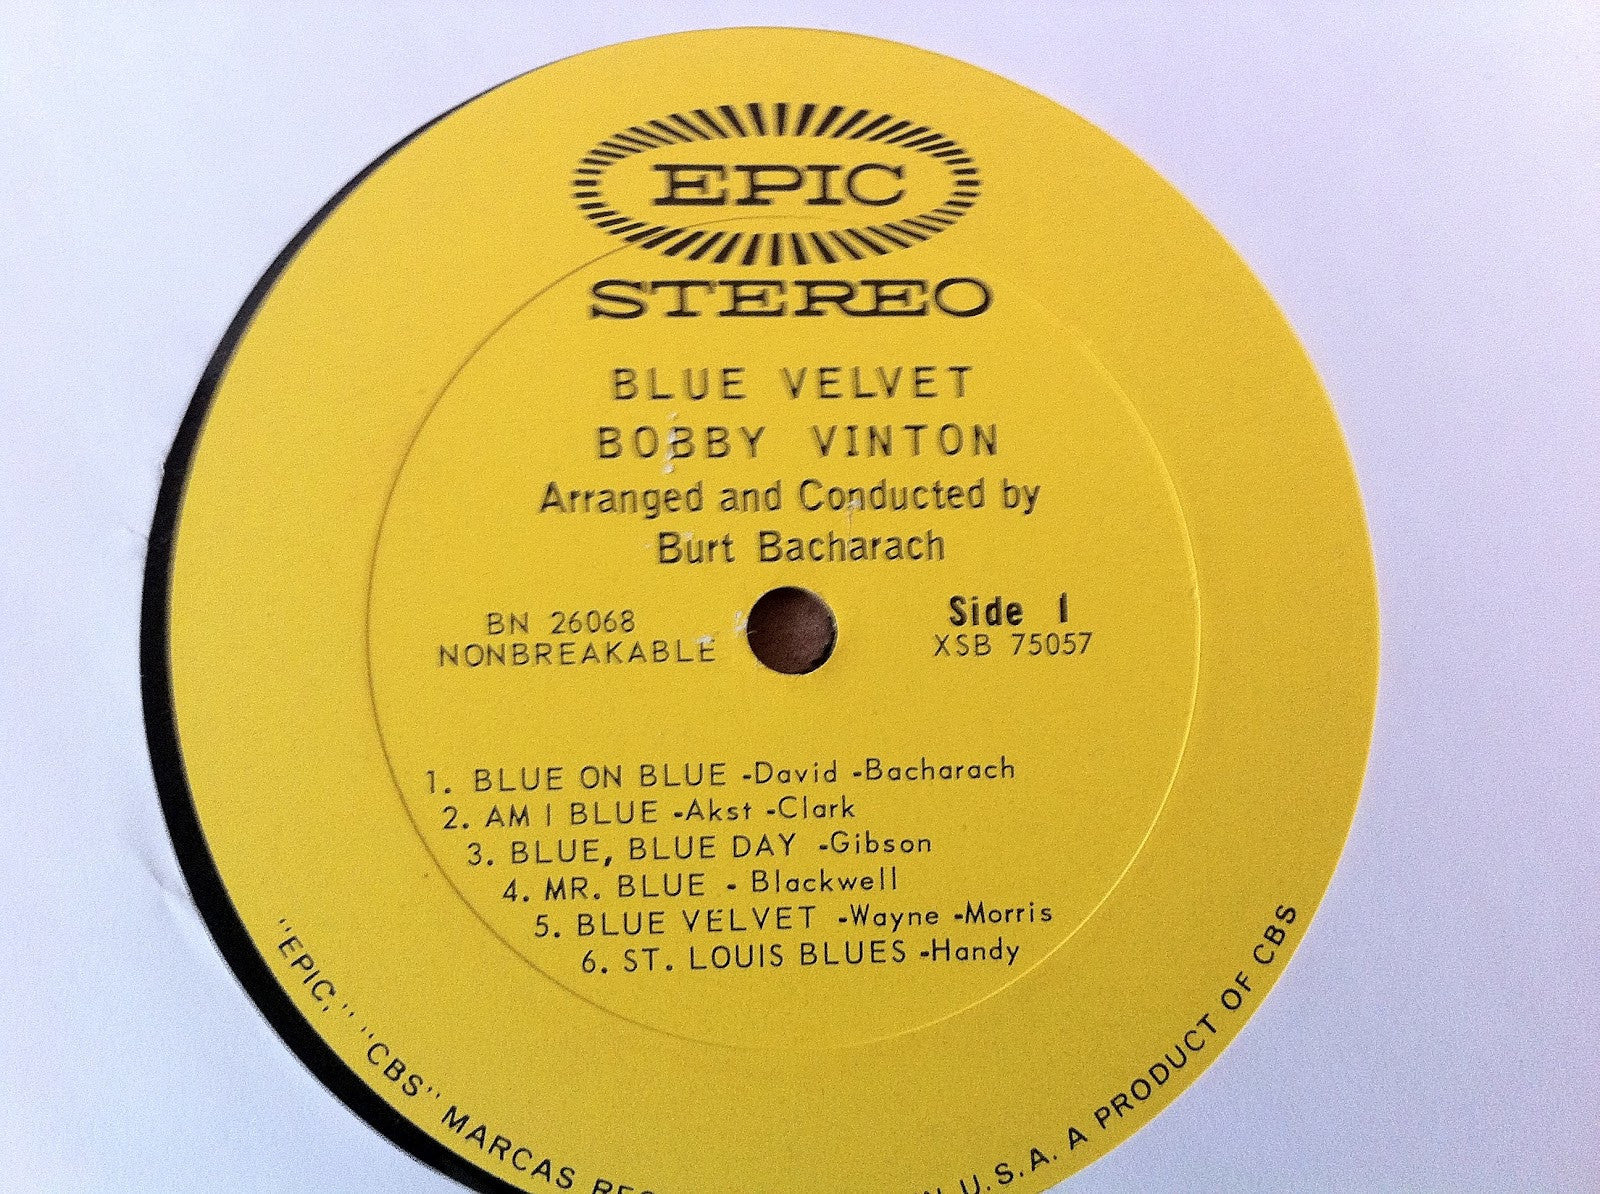 EPIC
STEREO
BLUE VELVET
BOBBY VINTON
Arranged and Conducted by
Burt Bacharach
BN 26068
NONBREAKABLE
Side 1
XSB 75057
1. BLUE ON BLUE -David -Bacharach
2. AM I BLUE -Akst -Clark
3. BLUE, BLUE DAY -Gibson
4. MR. BLUE - Blackwell
5. BLUE VELVET -Wayne -Morris
6. ST. LOUIS BLUES -Handy
"EPIC," "CBS" MARCAS U.S.A. A PRODUCT OF CBS